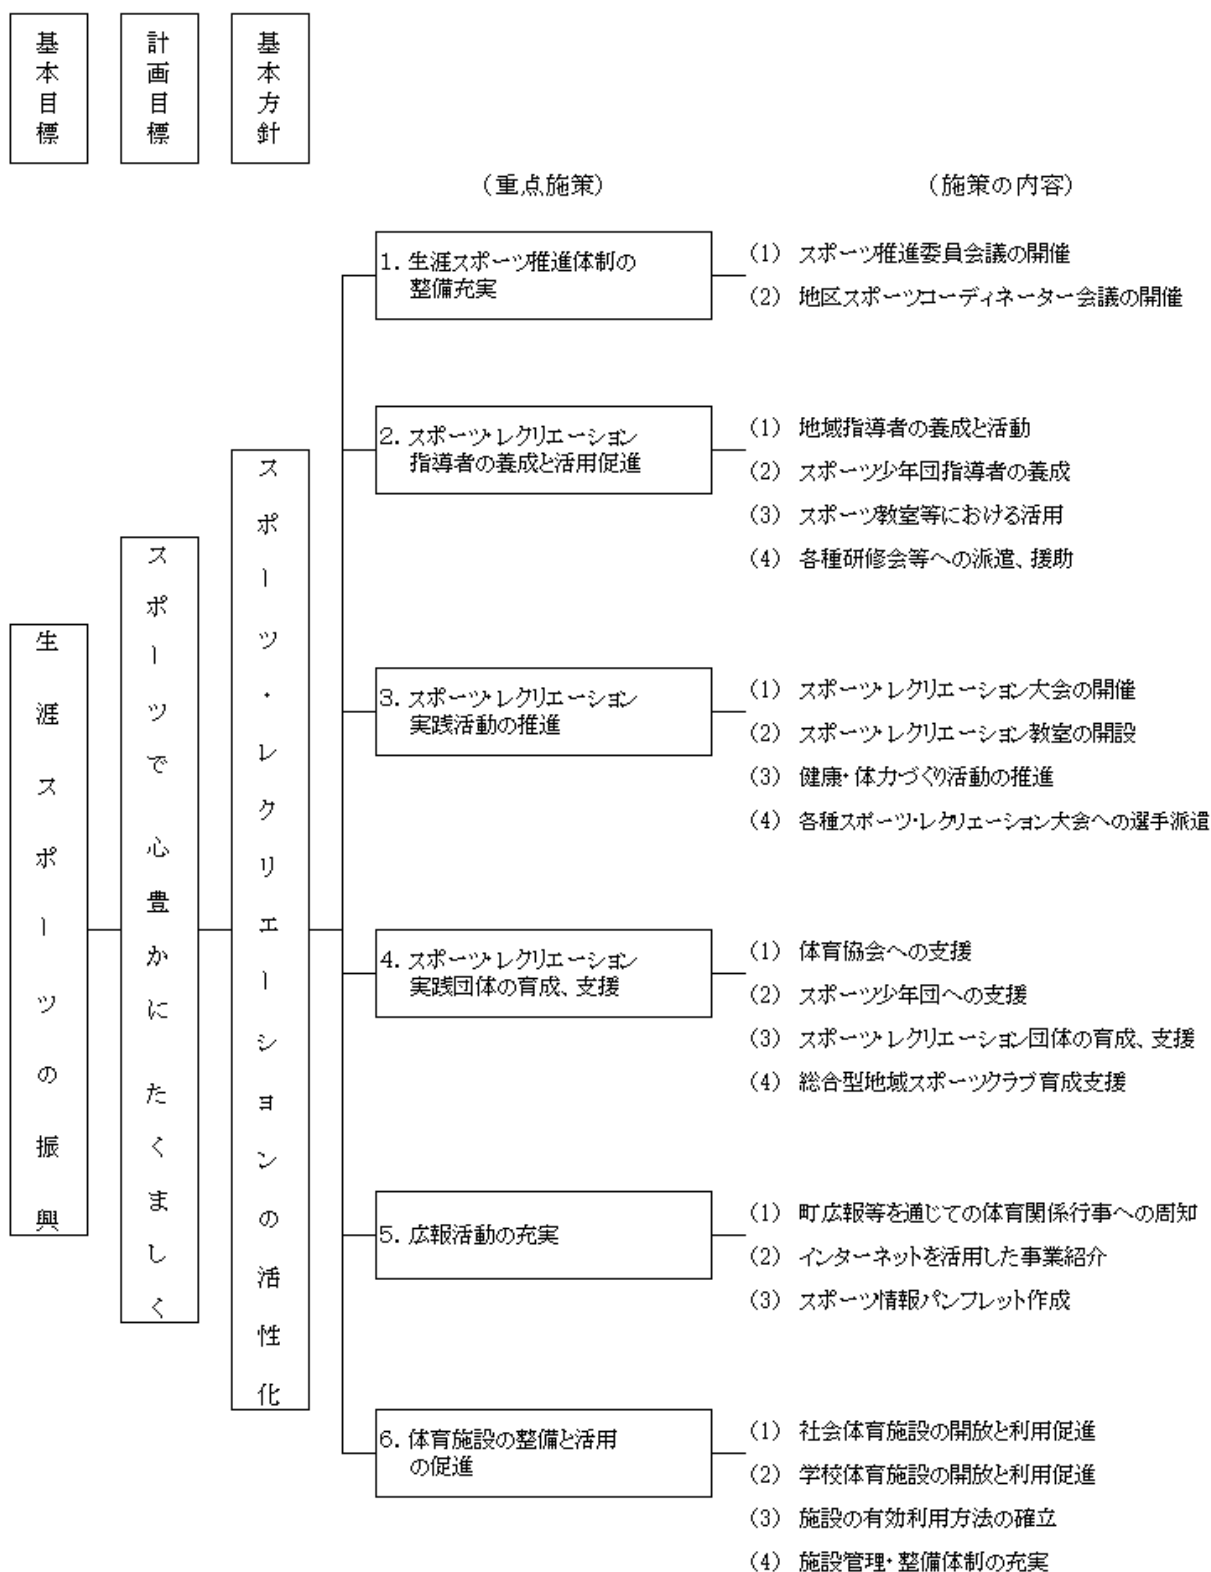 基本目標
計画目標
基本方針
（重点施策）
（施策の内容）
生涯スポーツの振興
スポーツで 心豊かに たくましく
スポーツ・レクリエーションの活性化
1. 生涯スポーツ推進体制の
整備充実
(1) スポーツ推進委員会議の開催
(2) 地区スポーツコーディネーター会議の開催
2. スポーツ・レクリエーション
指導者の養成と活用促進
(1) 地域指導者の養成と活動
(2) スポーツ少年団指導者の養成
(3) スポーツ教室等における活用
(4) 各種研修会等への派遣、援助
3. スポーツ・レクリエーション
実践活動の推進
(1) スポーツ・レクリエーション大会の開催
(2) スポーツ・レクリエーション教室の開設
(3) 健康・体力づくり活動の推進
(4) 各種スポーツ・レクリェーション大会への選手派遣
4. スポーツ・レクリエーション
実践団体の育成、支援
(1) 体育協会への支援
(2) スポーツ少年団への支援
(3) スポーツ・レクリエーション団体の育成、支援
(4) 総合型地域スポーツクラブ育成支援
5. 広報活動の充実
(1) 町広報等を通じての体育関係行事への周知
(2) インターネットを活用した事業紹介
(3) スポーツ情報パンフレット作成
6. 体育施設の整備と活用
の促進
(1) 社会体育施設の開放と利用促進
(2) 学校体育施設の開放と利用促進
(3) 施設の有効利用方法の確立
(4) 施設管理・整備体制の充実